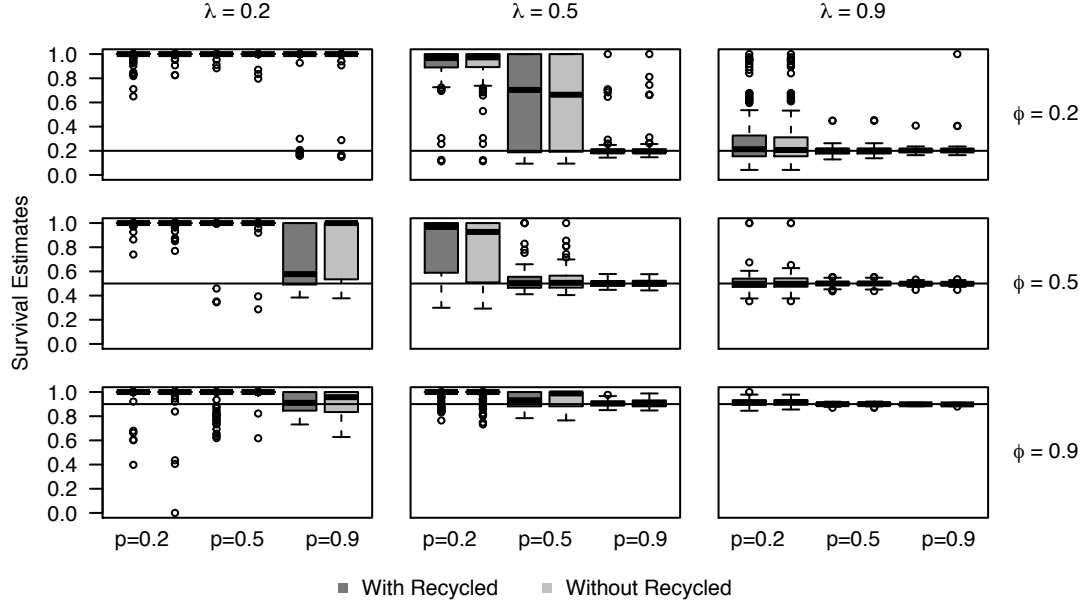 λ = 0.2 λ = 0.5 λ = 0.9
1.0
0.8
0.6
0.4
0.2
0.0
ϕ = 0.2
Survival Estimates
1.0
0.8
0.6
0.4
0.2
0.0
ϕ = 0.5
1.0
0.8
0.6
0.4
0.2
0.0
ϕ = 0.9
p=0.2 p=0.5 p=0.9 p=0.2 p=0.5 p=0.9 p=0.2 p=0.5 p=0.9
With Recycled Without Recycled